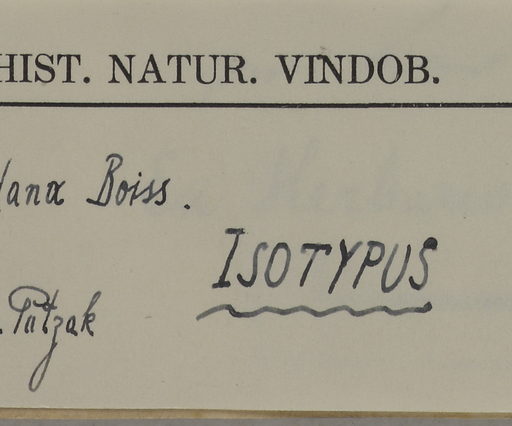 HIST. NATUR. VINDOB.
Boiss.
ISOTYPUS
Patzak